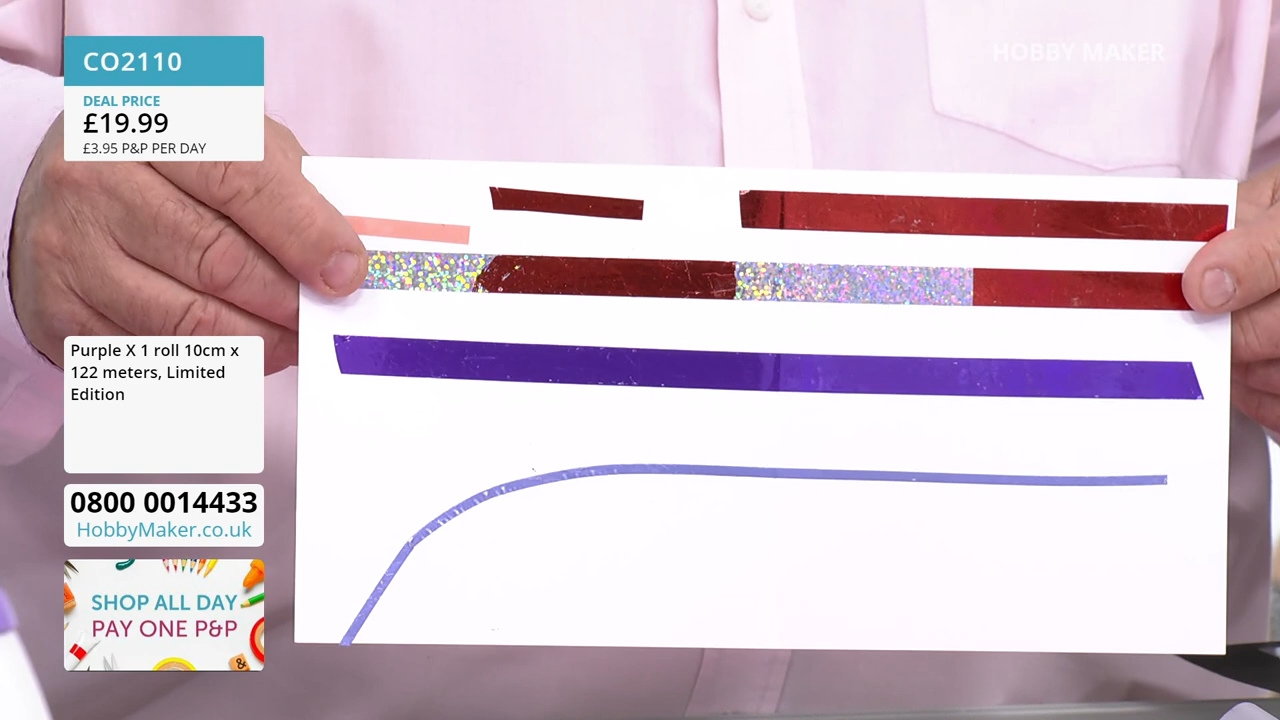 CO2110
DEAL PRICE
£19.99
£3.95 P&P PER DAY
HOBBY MAKER
Purple X 1 roll 10cm x
122 meters, Limited
Edition
0800 0014433
HobbyMaker.co.uk
SHOP ALL DAY
PAY ONE P&P
&